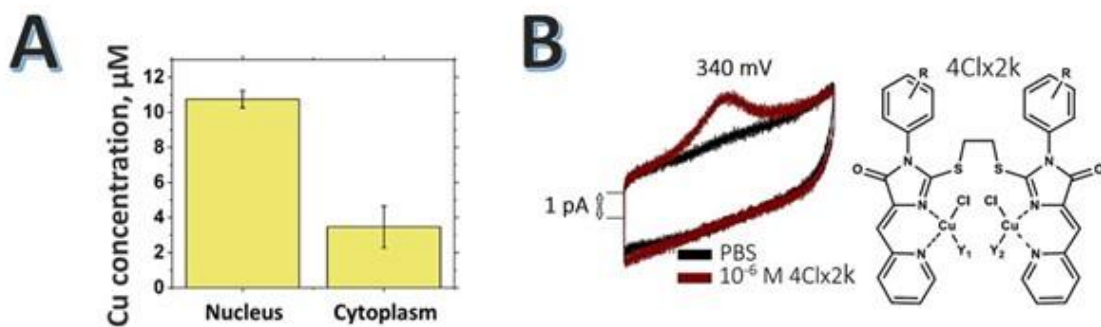 A
Cu concentration, μM
12
10
8
6
4
2
0
Nucleus Cytoplasm
B
340 mV
1 pA
PBS
10⁻⁶ M 4Clx2k
4Clx2k
R R
N N
O S S O
N Cl Cl N
Cu Cu
N Y₁ Y₂ N